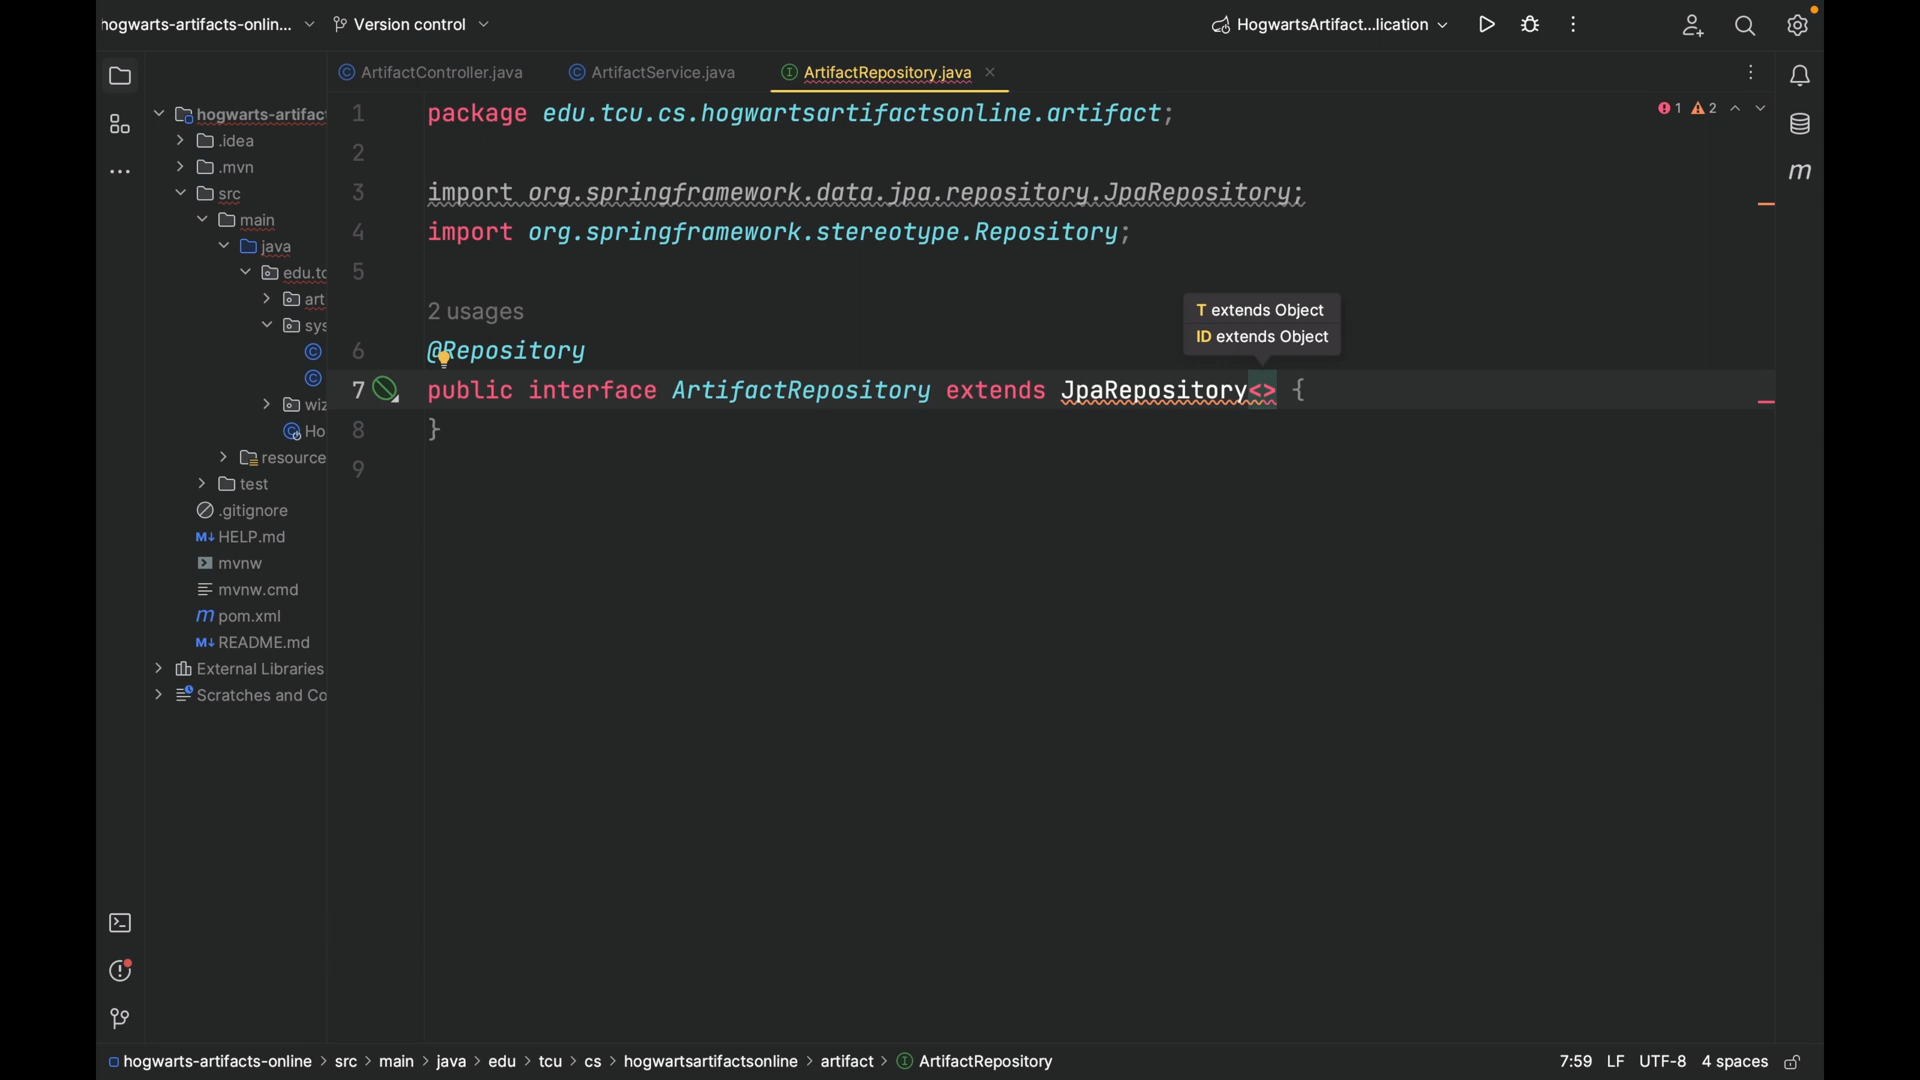 hogwarts-artifacts-onlin...
Version control
HogwartsArtifact...lication
ArtifactController.java
ArtifactService.java
ArtifactRepository.java
hogwarts-artifact
.idea
.mvn
src
main
java
edu.tc
art
sys
wiz
Ho
resource
test
.gitignore
M↓ HELP.md
mvnw
mvnw.cmd
m pom.xml
M↓ README.md
External Libraries
Scratches and Co
1 package edu.tcu.cs.hogwartsartifactsonline.artifact;
2
3 import org.springframework.data.jpa.repository.JpaRepository;
4 import org.springframework.stereotype.Repository;
5
2 usages
6 @Repository
7 public interface ArtifactRepository extends JpaRepository<> {
8 }
9
T extends Object
ID extends Object
1 2
m
hogwarts-artifacts-online > src > main > java > edu > tcu > cs > hogwartsartifactsonline > artifact > ArtifactRepository
7:59 LF UTF-8 4 spaces